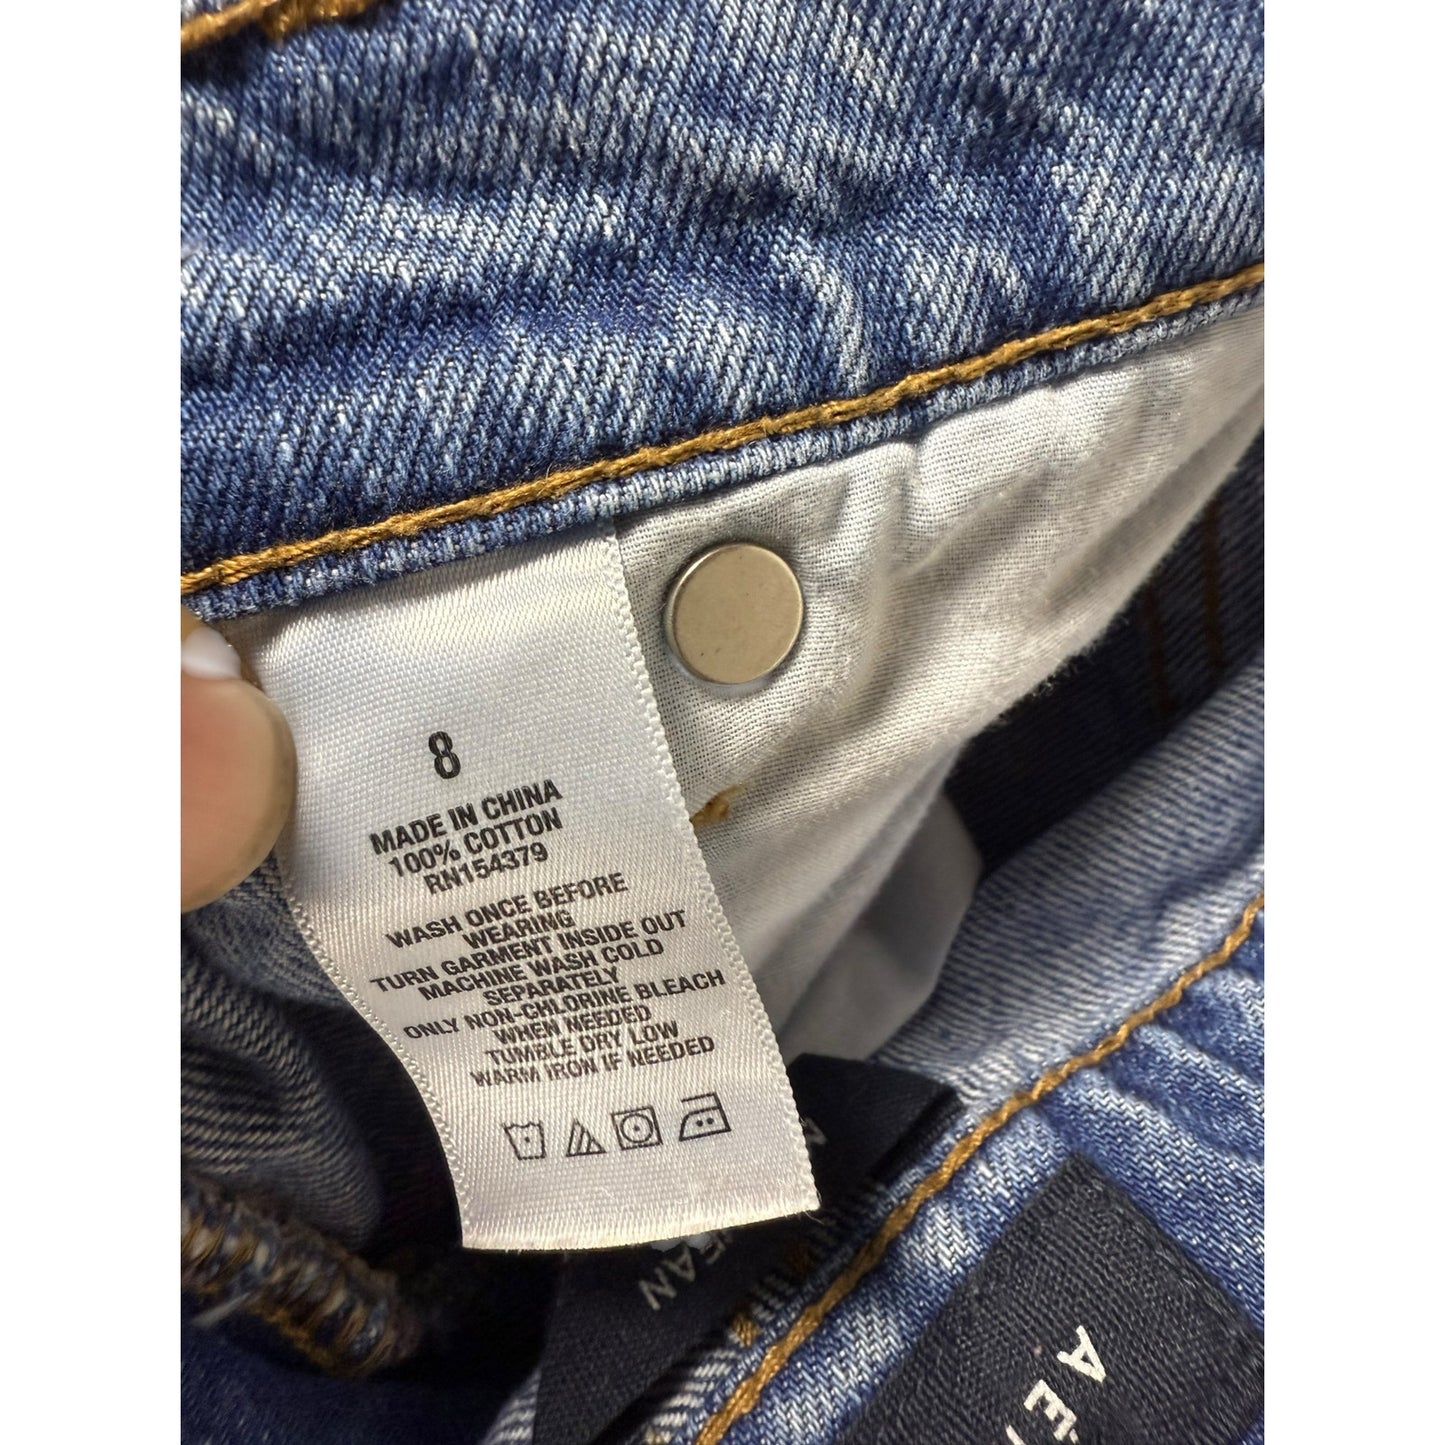 8
MADE IN CHINA
100% COTTON
RN154379
WASH ONCE BEFORE
WEARING
TURN GARMENT INSIDE OUT
MACHINE WASH COLD
SEPARATELY
ONLY NON-CHLORINE BLEACH
WHEN NEEDED
TUMBLE DRY LOW
WARM IRON IF NEEDED